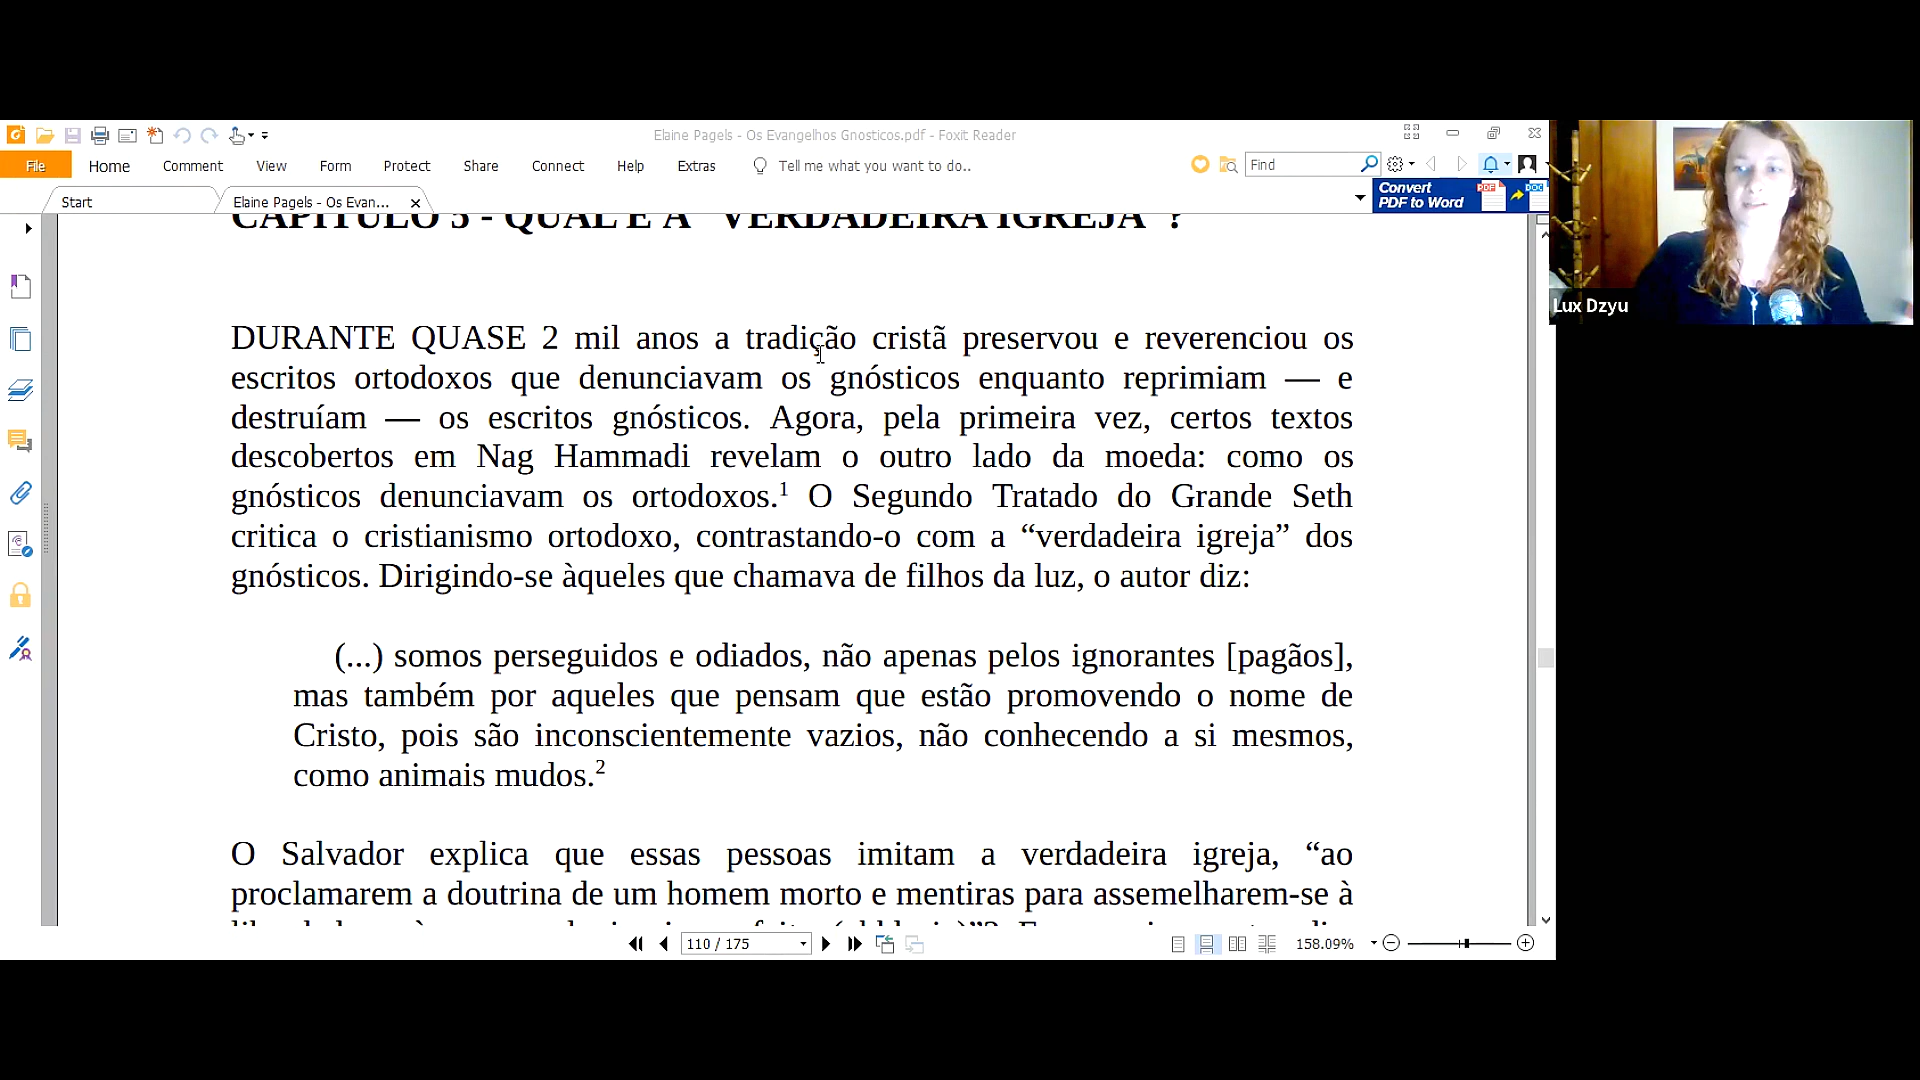 Elaine Pagels - Os Evangelhos Gnosticos.pdf - Foxit Reader
File Home Comment View Form Protect Share Connect Help Extras Tell me what you want to do.. Find
Convert
PDF to Word
PDF
DOC
Start Elaine Pagels - Os Evan...
CAPÍTULO 5 - QUAL É A "VERDADEIRA IGREJA" ?
DURANTE QUASE 2 mil anos a tradição cristã preservou e reverenciou os
escritos ortodoxos que denunciavam os gnósticos enquanto reprimiam — e
destruíam — os escritos gnósticos. Agora, pela primeira vez, certos textos
descobertos em Nag Hammadi revelam o outro lado da moeda: como os
gnósticos denunciavam os ortodoxos.¹ O Segundo Tratado do Grande Seth
critica o cristianismo ortodoxo, contrastando-o com a “verdadeira igreja” dos
gnósticos. Dirigindo-se àqueles que chamava de filhos da luz, o autor diz:
(...) somos perseguidos e odiados, não apenas pelos ignorantes [pagãos],
mas também por aqueles que pensam que estão promovendo o nome de
Cristo, pois são inconscientemente vazios, não conhecendo a si mesmos,
como animais mudos.²
O Salvador explica que essas pessoas imitam a verdadeira igreja, “ao
proclamarem a doutrina de um homem morto e mentiras para assemelharem-se à
110 / 175
158.09%
Lux Dzyu